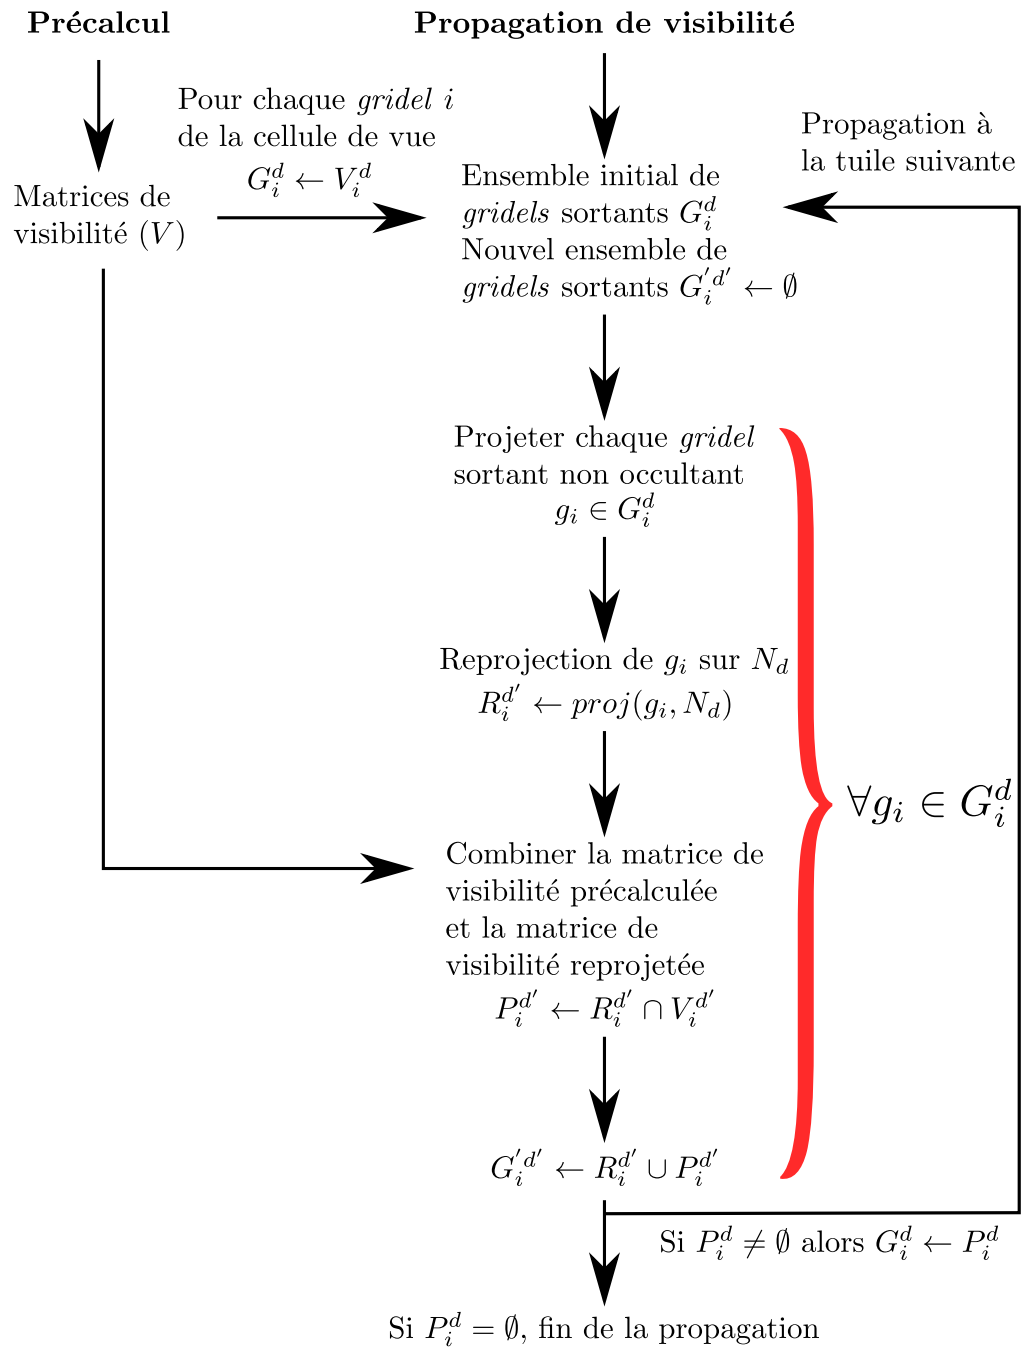 Précalcul
Propagation de visibilité
Pour chaque gridel i
de la cellule de vue
G_i^d ← V_i^d
Propagation à
la tuile suivante
Matrices de
visibilité (V)
Ensemble initial de
gridels sortants G_i^d
Nouvel ensemble de
gridels sortants G_i^{'d'} ← ∅
Projeter chaque gridel
sortant non occultant
g_i ∈ G_i^d
Reprojection de g_i sur N_d
R_i^{d'} ← proj(g_i, N_d)
∀g_i ∈ G_i^d
Combiner la matrice de
visibilité précalculée
et la matrice de
visibilité reprojetée
P_i^{d'} ← R_i^{d'} ∩ V_i^{d'}
G_i^{'d'} ← R_i^{d'} ∪ P_i^{d'}
Si P_i^d ≠ ∅ alors G_i^d ← P_i^d
Si P_i^d = ∅, fin de la propagation